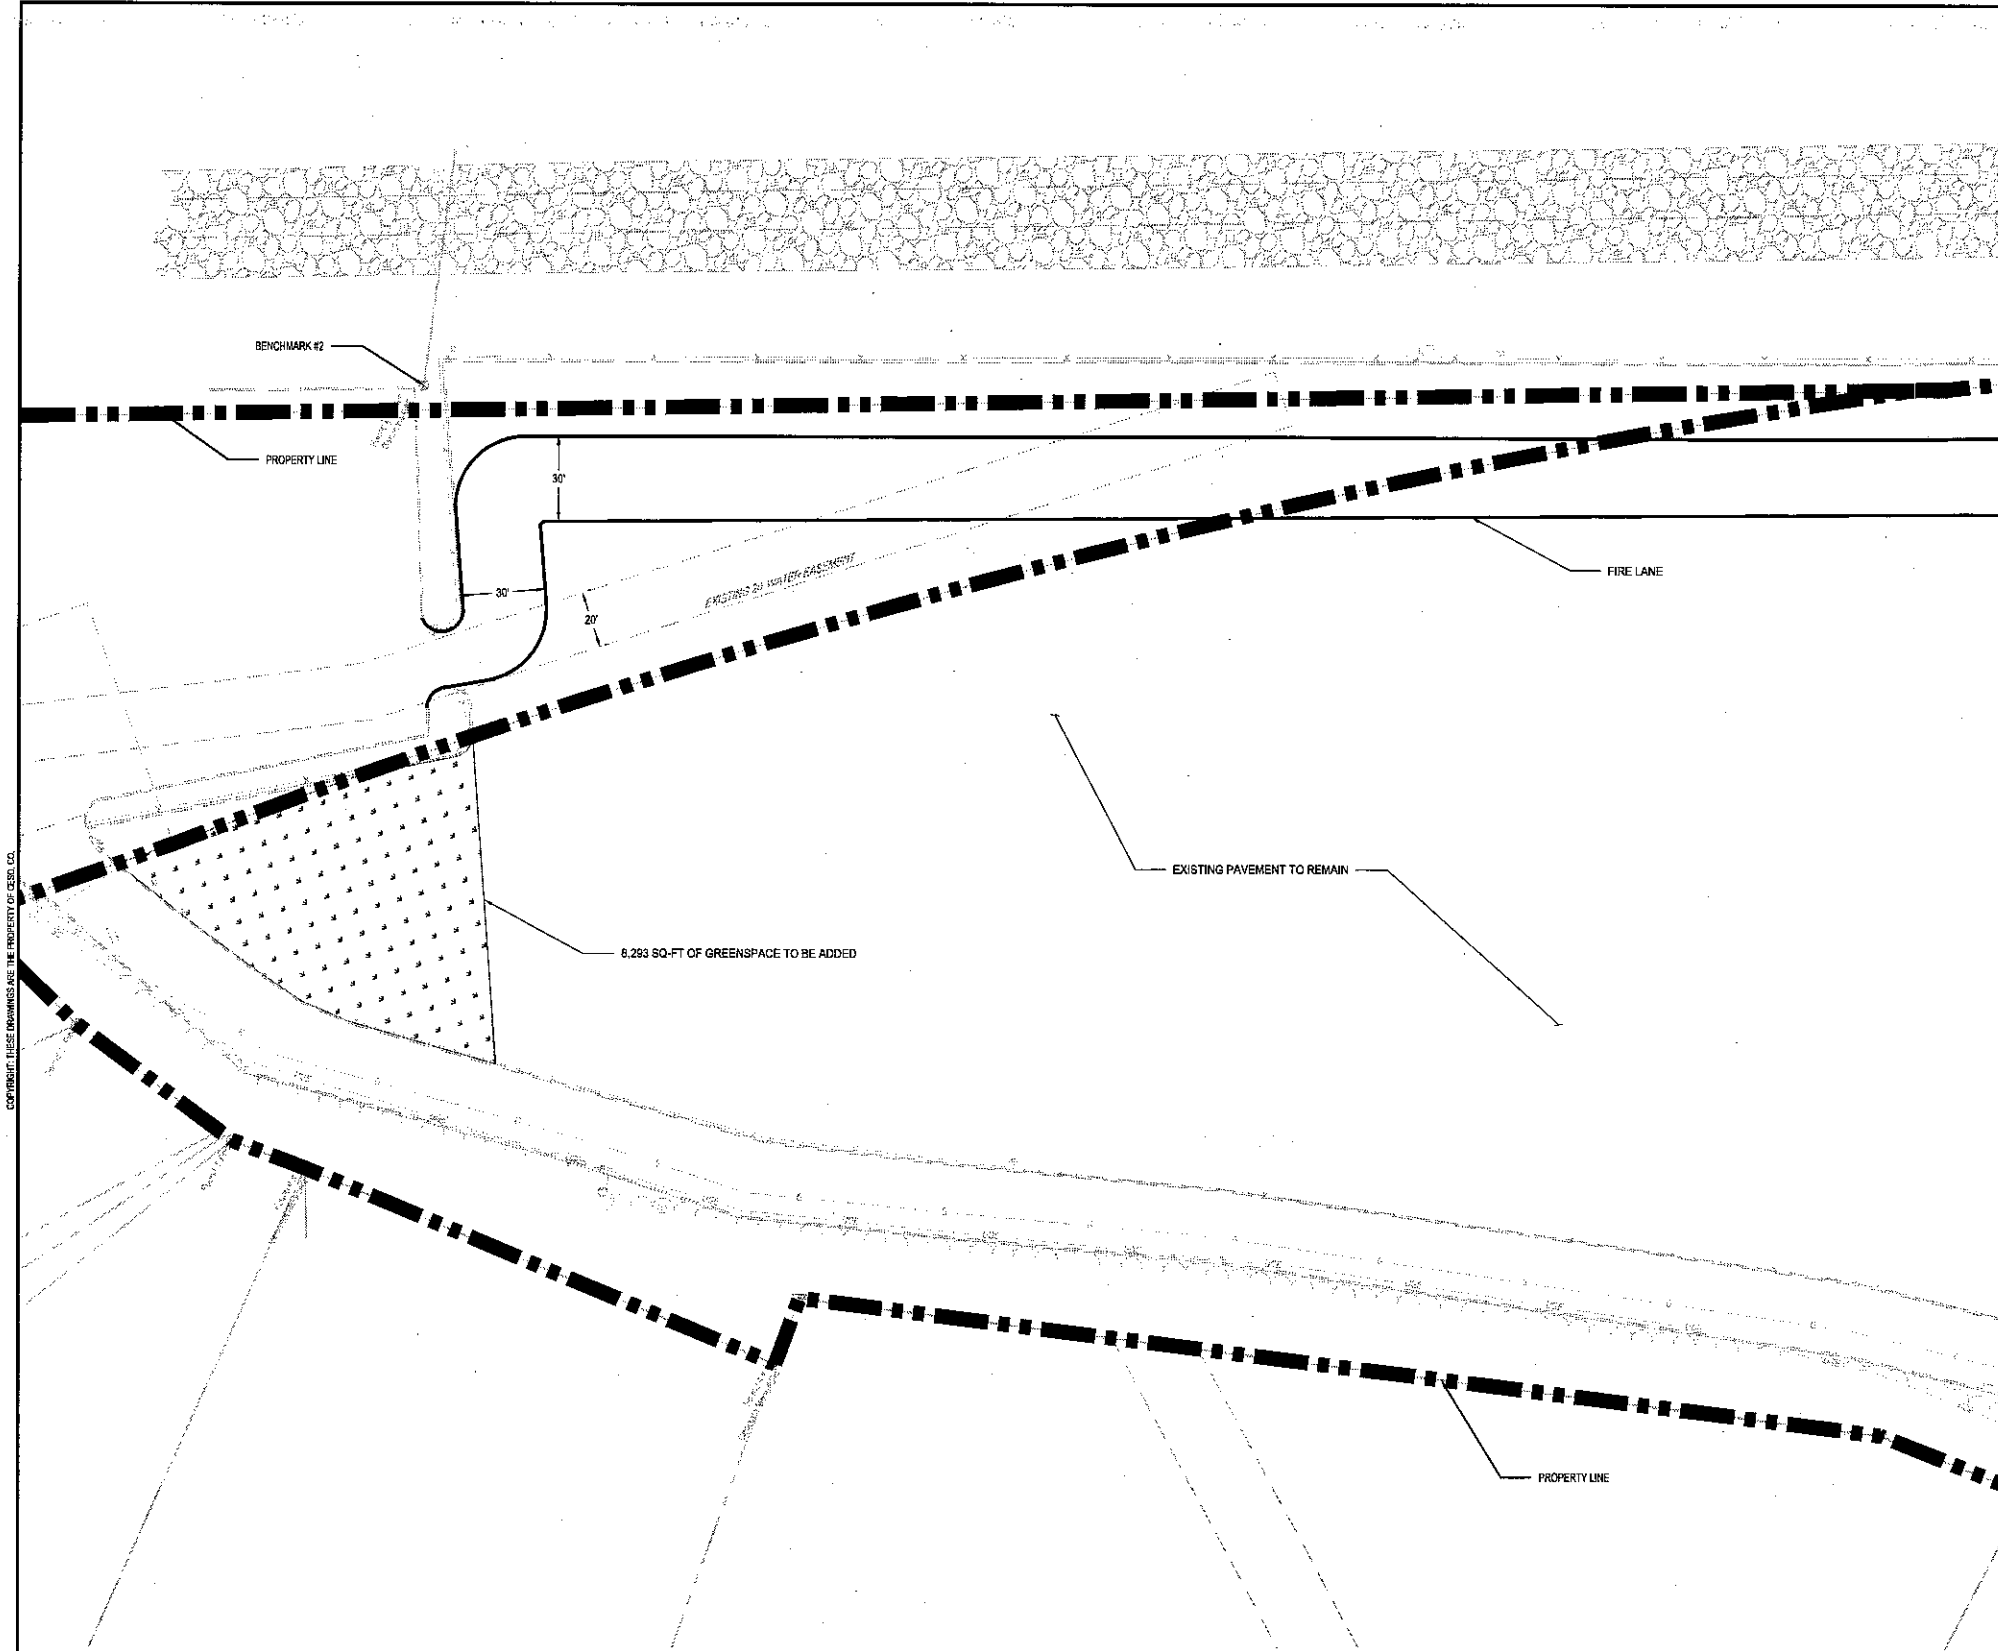 BENCHMARK #2
PROPERTY LINE
30'
30'
20'
EXISTING 20' WATER EASEMENT
FIRE LANE
EXISTING PAVEMENT TO REMAIN
8,293 SQ-FT OF GREENSPACE TO BE ADDED
PROPERTY LINE
COPYRIGHT: THESE DRAWINGS ARE THE PROPERTY OF CESO, CO.